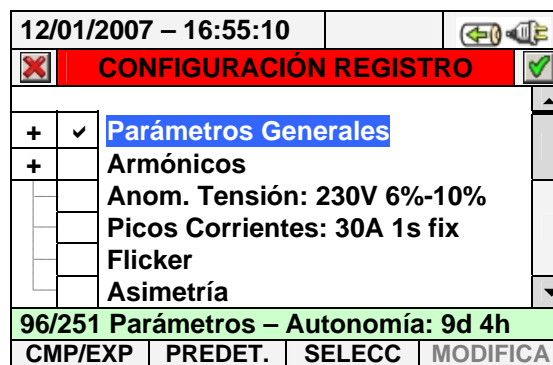 12/01/2007 – 16:55:10
CONFIGURACIÓN REGISTRO
+ Parámetros Generales
+ Armónicos
Anom. Tensión: 230V 6%-10%
Picos Corrientes: 30A 1s fix
Flicker
Asimetría
96/251 Parámetros – Autonomía: 9d 4h
CMP/EXP PREDET. SELECC MODIFICA